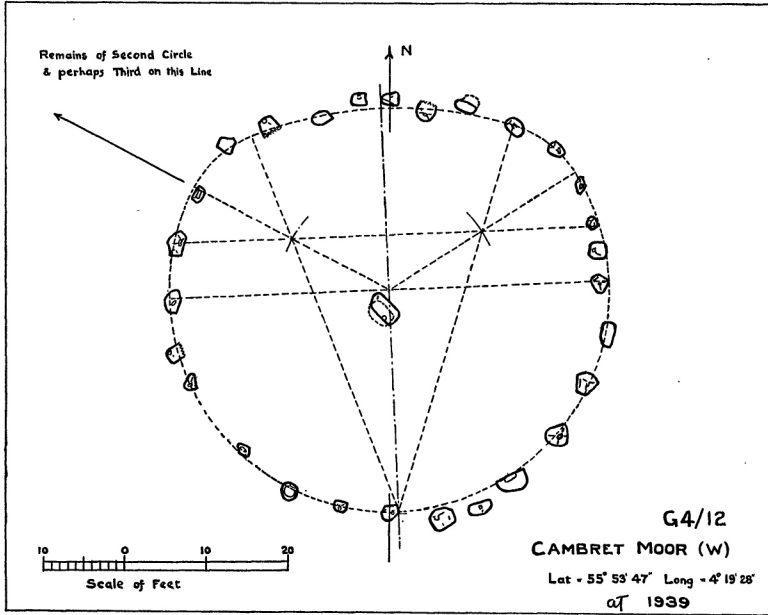 Remains of Second Circle
& perhaps Third on this Line
N
10 0 10 20
Scale of Feet
G4/12
CAMBRET MOOR (W)
Lat - 55° 53' 47" Long - 4° 19' 28"
aT 1939